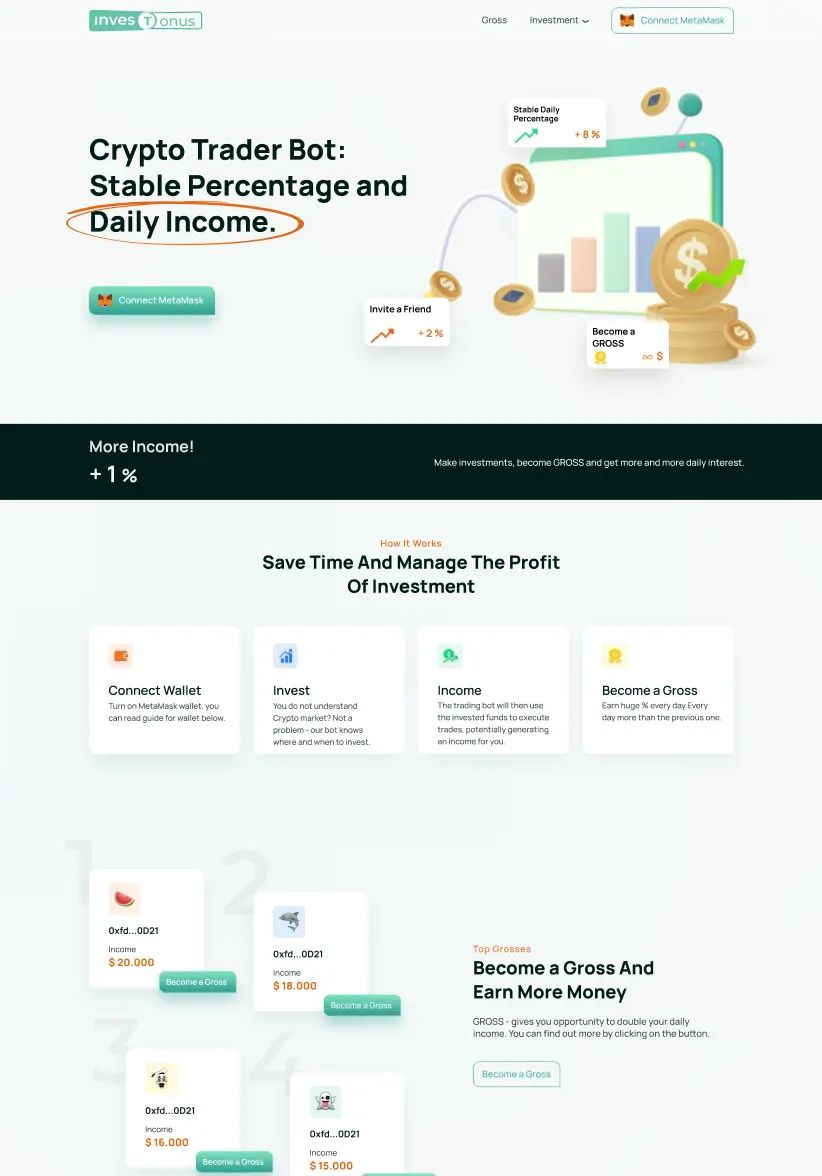 inves T onus
Gross
Investment
Connect MetaMask
Stable Daily
Percentage
+ 8 %
Crypto Trader Bot:
Stable Percentage and
Daily Income.
Connect MetaMask
Invite a Friend
+ 2 %
Become a
GROSS
∞ $
More Income!
+ 1 %
Make investments, become GROSS and get more and more daily interest.
How It Works
Save Time And Manage The Profit
Of Investment
Connect Wallet
Turn on MetaMask wallet, you
can read guide for wallet below.
Invest
You do not understand
Crypto market? Not a
problem - our bot knows
where and when to invest.
Income
The trading bot will then use
the invested funds to execute
trades, potentially generating
an income for you.
Become a Gross
Earn huge % every day.Every
day more than the previous one.
1
0xfd...0D21
Income
$ 20.000
Become a Gross
2
0xfd...0D21
Income
$ 18.000
Become a Gross
3
0xfd...0D21
Income
$ 16.000
Become a Gross
4
0xfd...0D21
Income
$ 15.000
Top Grosses
Become a Gross And
Earn More Money
GROSS - gives you opportunity to double your daily
income. You can find out more by clicking on the button.
Become a Gross